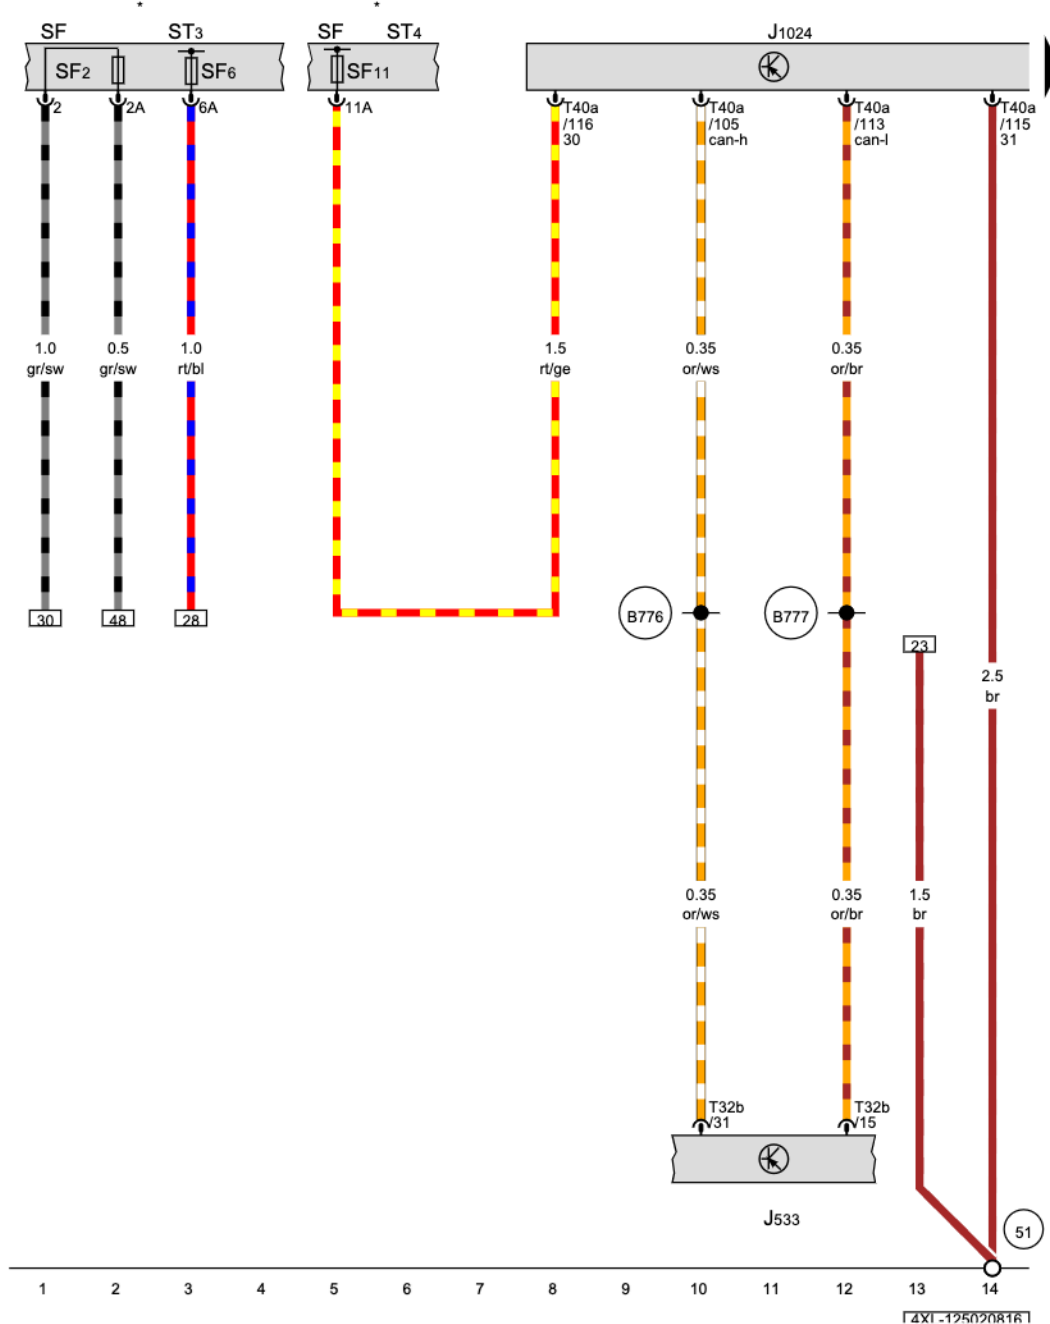 * *
SF ST3 SF ST4 J1024
SF2 SF6 SF11
2 2A 6A 11A T40a T40a T40a T40a
/116 /105 /113 /115
30 can-h can-l 31
1.0 0.5 1.0 1.5 0.35 0.35
gr/sw gr/sw rt/bl rt/ge or/ws or/br
30 48 28 B776 B777
23
2.5
br
0.35 0.35 1.5
or/ws or/br br
T32b T32b
/31 /15
J533
51
1 2 3 4 5 6 7 8 9 10 11 12 13 14
4XL-125020816